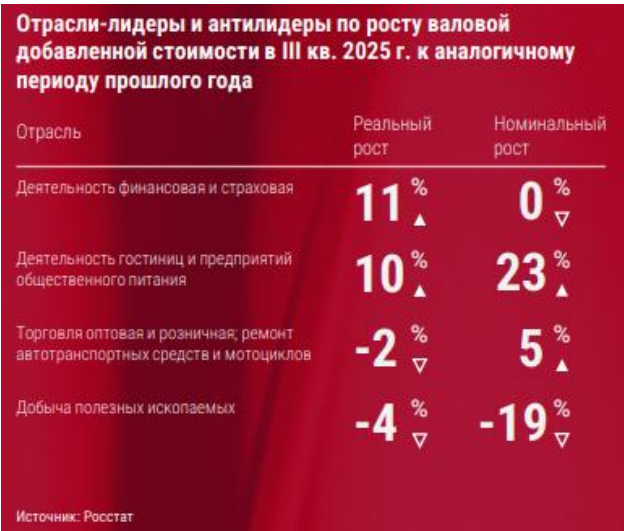 Отрасли-лидеры и антилидеры по росту валовой
добавленной стоимости в III кв. 2025 г. к аналогичному
периоду прошлого года
Отрасль
Реальный
рост
Номинальный
рост
Деятельность финансовая и страховая
11 % ▲
0 % ▽
Деятельность гостиниц и предприятий
общественного питания
10 % ▲
23 % ▲
Торговля оптовая и розничная; ремонт
автотранспортных средств и мотоциклов
-2 % ▽
5 % ▲
Добыча полезных ископаемых
-4 % ▽
-19 % ▽
Источник: Росстат